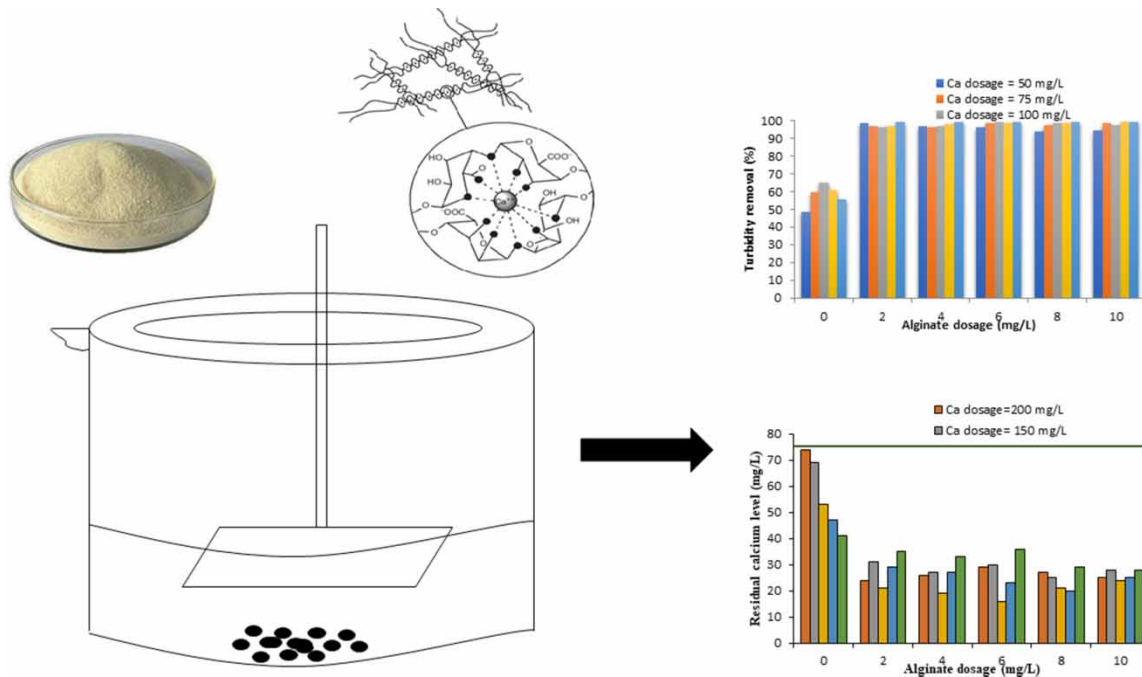 HO
HO
O
COO⁻
O
O
OOC
O
Ca⁺⁺
OH
OH
O
O
O
Ca dosage = 50 mg/L
Ca dosage = 75 mg/L
Ca dosage = 100 mg/L
Turbidity removal (%)
100
90
80
70
60
50
40
30
20
10
0
0 2 4 6 8 10
Alginate dosage (mg/L)
Ca dosage=200 mg/L
Ca dosage= 150 mg/L
Residual calcium level (mg/L)
80
70
60
50
40
30
20
10
0
0 2 4 6 8 10
Alginate dosage (mg/L)